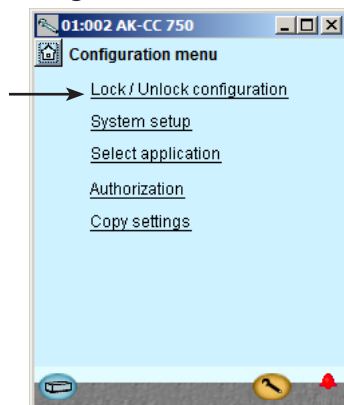 01:002 AK-CC 750
Configuration menu
Lock / Unlock configuration
System setup
Select application
Authorization
Copy settings